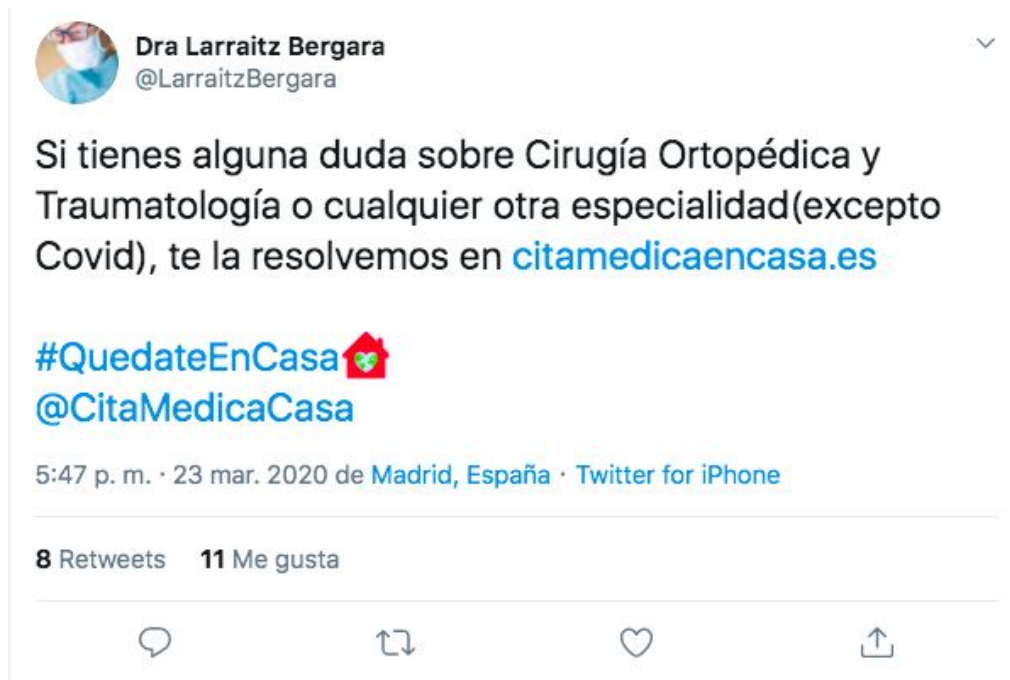 Dra Larraitz Bergara
@LarraitzBergara
Si tienes alguna duda sobre Cirugía Ortopédica y
Traumatología o cualquier otra especialidad(excepto
Covid), te la resolvemos en citamedicaencasa.es
#QuedateEnCasa
@CitaMedicaCasa
5:47 p. m. · 23 mar. 2020 de Madrid, España · Twitter for iPhone
8 Retweets 11 Me gusta